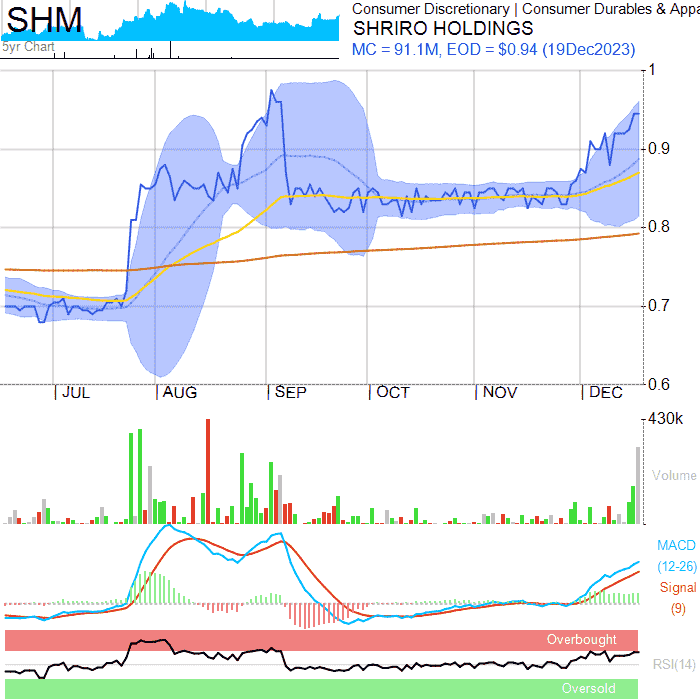 SHM
5yr Chart
Consumer Discretionary | Consumer Durables & Appa
SHRIRO HOLDINGS
MC = 91.1M, EOD = $0.94 (19Dec2023)
1
0.9
0.8
0.7
0.6
JUL AUG SEP OCT NOV DEC
430k
Volume
MACD
(12-26)
Signal
(9)
Overbought
RSI(14)
Oversold